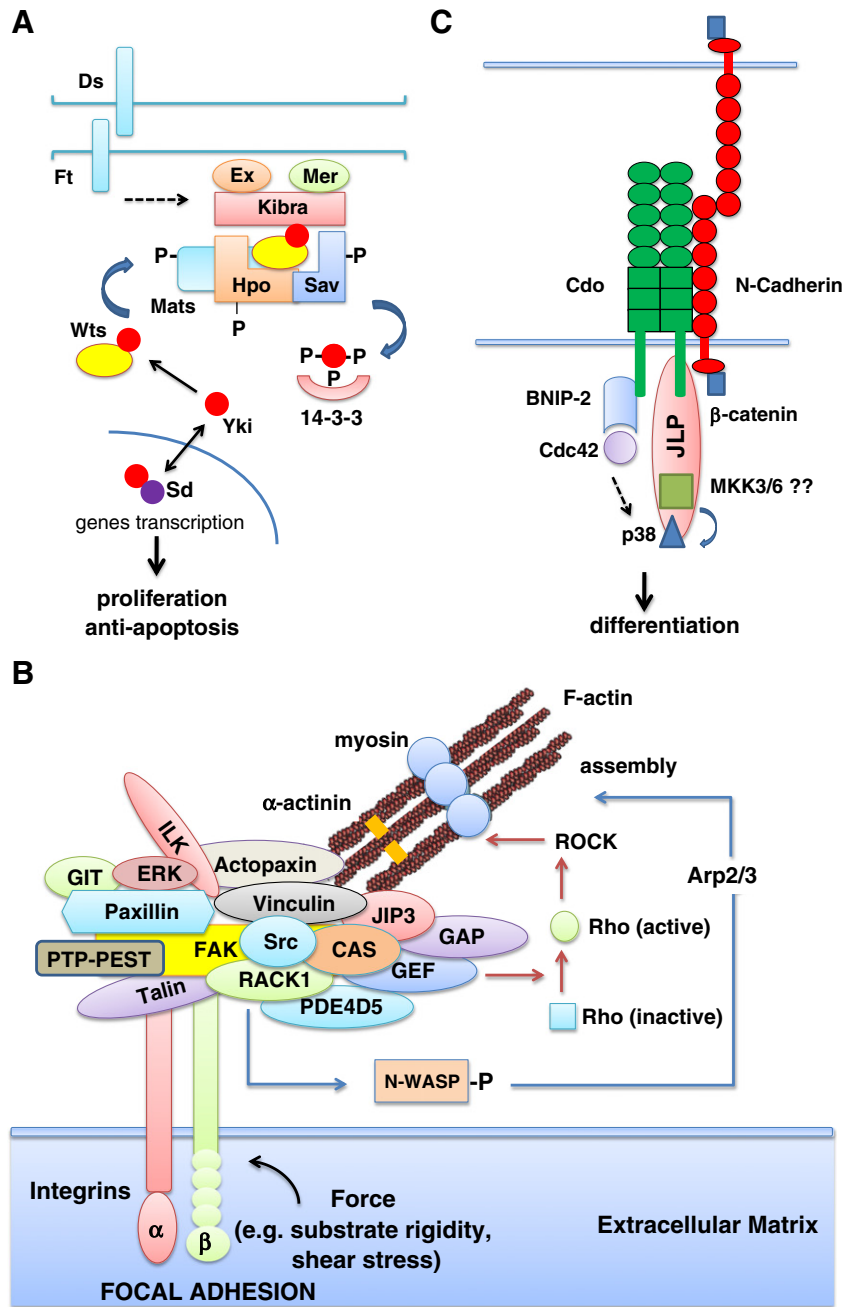 A
Ds
Ft
Ex
Mer
Kibra
P-
-P
Mats
Hpo
Sav
P
Wts
P- -P
P
14-3-3
Yki
Sd
genes transcription
proliferation
anti-apoptosis
C
Cdo
N-Cadherin
BNIP-2
β-catenin
Cdc42
JLP
MKK3/6 ??
p38
differentiation
B
F-actin
myosin
assembly
α-actinin
ILK
ROCK
Actopaxin
GIT
ERK
Arp2/3
Vinculin
Paxillin
JIP3
Rho (active)
GAP
Src
FAK
CAS
PTP-PEST
GEF
RACK1
Talin
PDE4D5
Rho (inactive)
N-WASP -P
Integrins
Force
α
β
(e.g. substrate rigidity,
shear stress)
Extracellular Matrix
FOCAL ADHESION